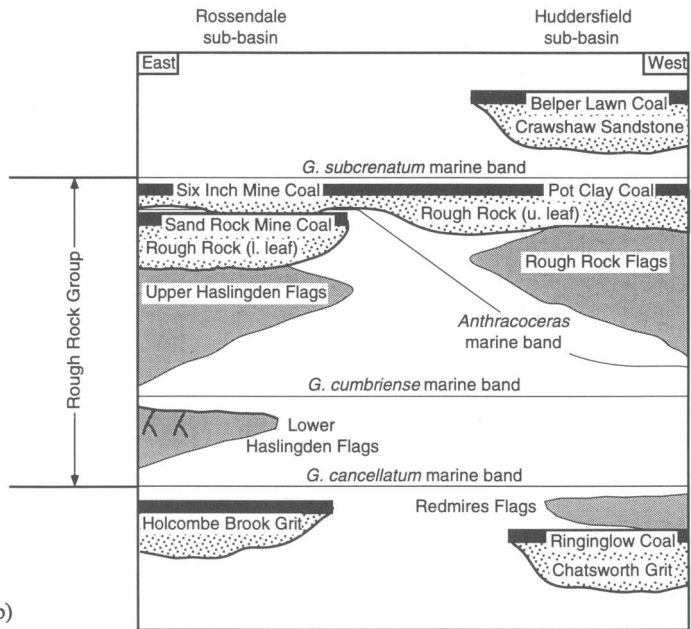 Rossendale
sub-basin
Huddersfield
sub-basin
East
West
Belper Lawn Coal
Crawshaw Sandstone
G. subcrenatum marine band
Six Inch Mine Coal
Pot Clay Coal
Rough Rock (u. leaf)
Sand Rock Mine Coal
Rough Rock (l. leaf)
Rough Rock Flags
Upper Haslingden Flags
Anthracoceras
marine band
Rough Rock Group
G. cumbriense marine band
Lower
Haslingden Flags
G. cancellatum marine band
Redmires Flags
Holcombe Brook Grit
Ringinglow Coal
Chatsworth Grit
)